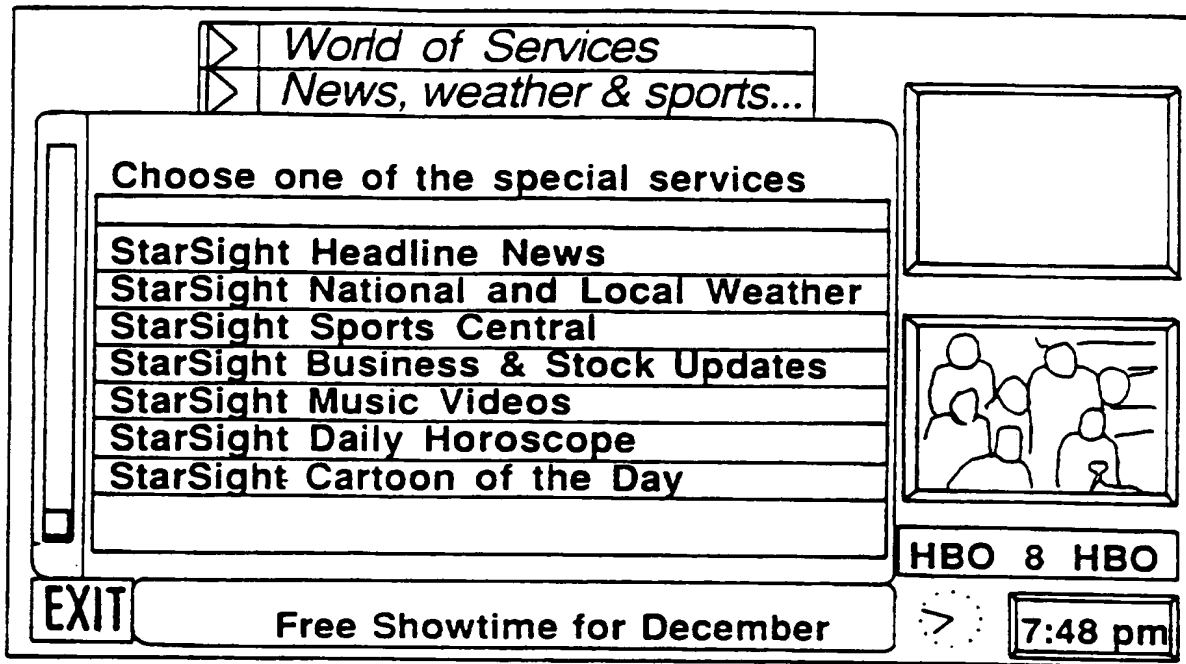 World of Services
News, weather & sports...
Choose one of the special services
StarSight Headline News
StarSight National and Local Weather
StarSight Sports Central
StarSight Business & Stock Updates
StarSight Music Videos
StarSight Daily Horoscope
StarSight Cartoon of the Day
HBO 8 HBO
EXIT
Free Showtime for December
7:48 pm